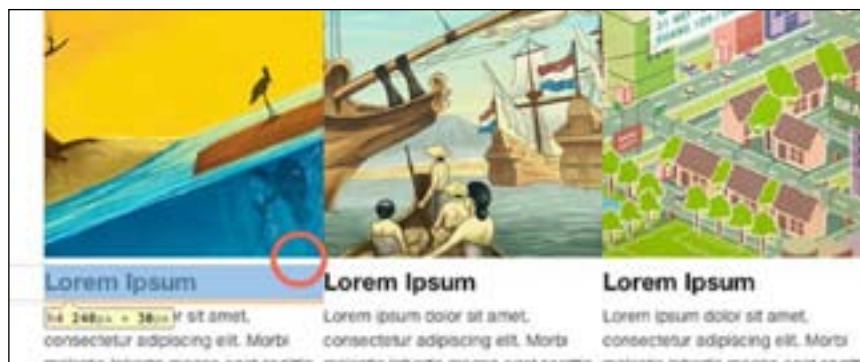 Lorem Ipsum
Lorem Ipsum
Lorem Ipsum
h4 240px × 30px
r sit amet,
consectetur adipiscing elit. Morbi
Lorem ipsum dolor sit amet,
consectetur adipiscing elit. Morbi
Lorem ipsum dolor sit amet,
consectetur adipiscing elit. Morbi